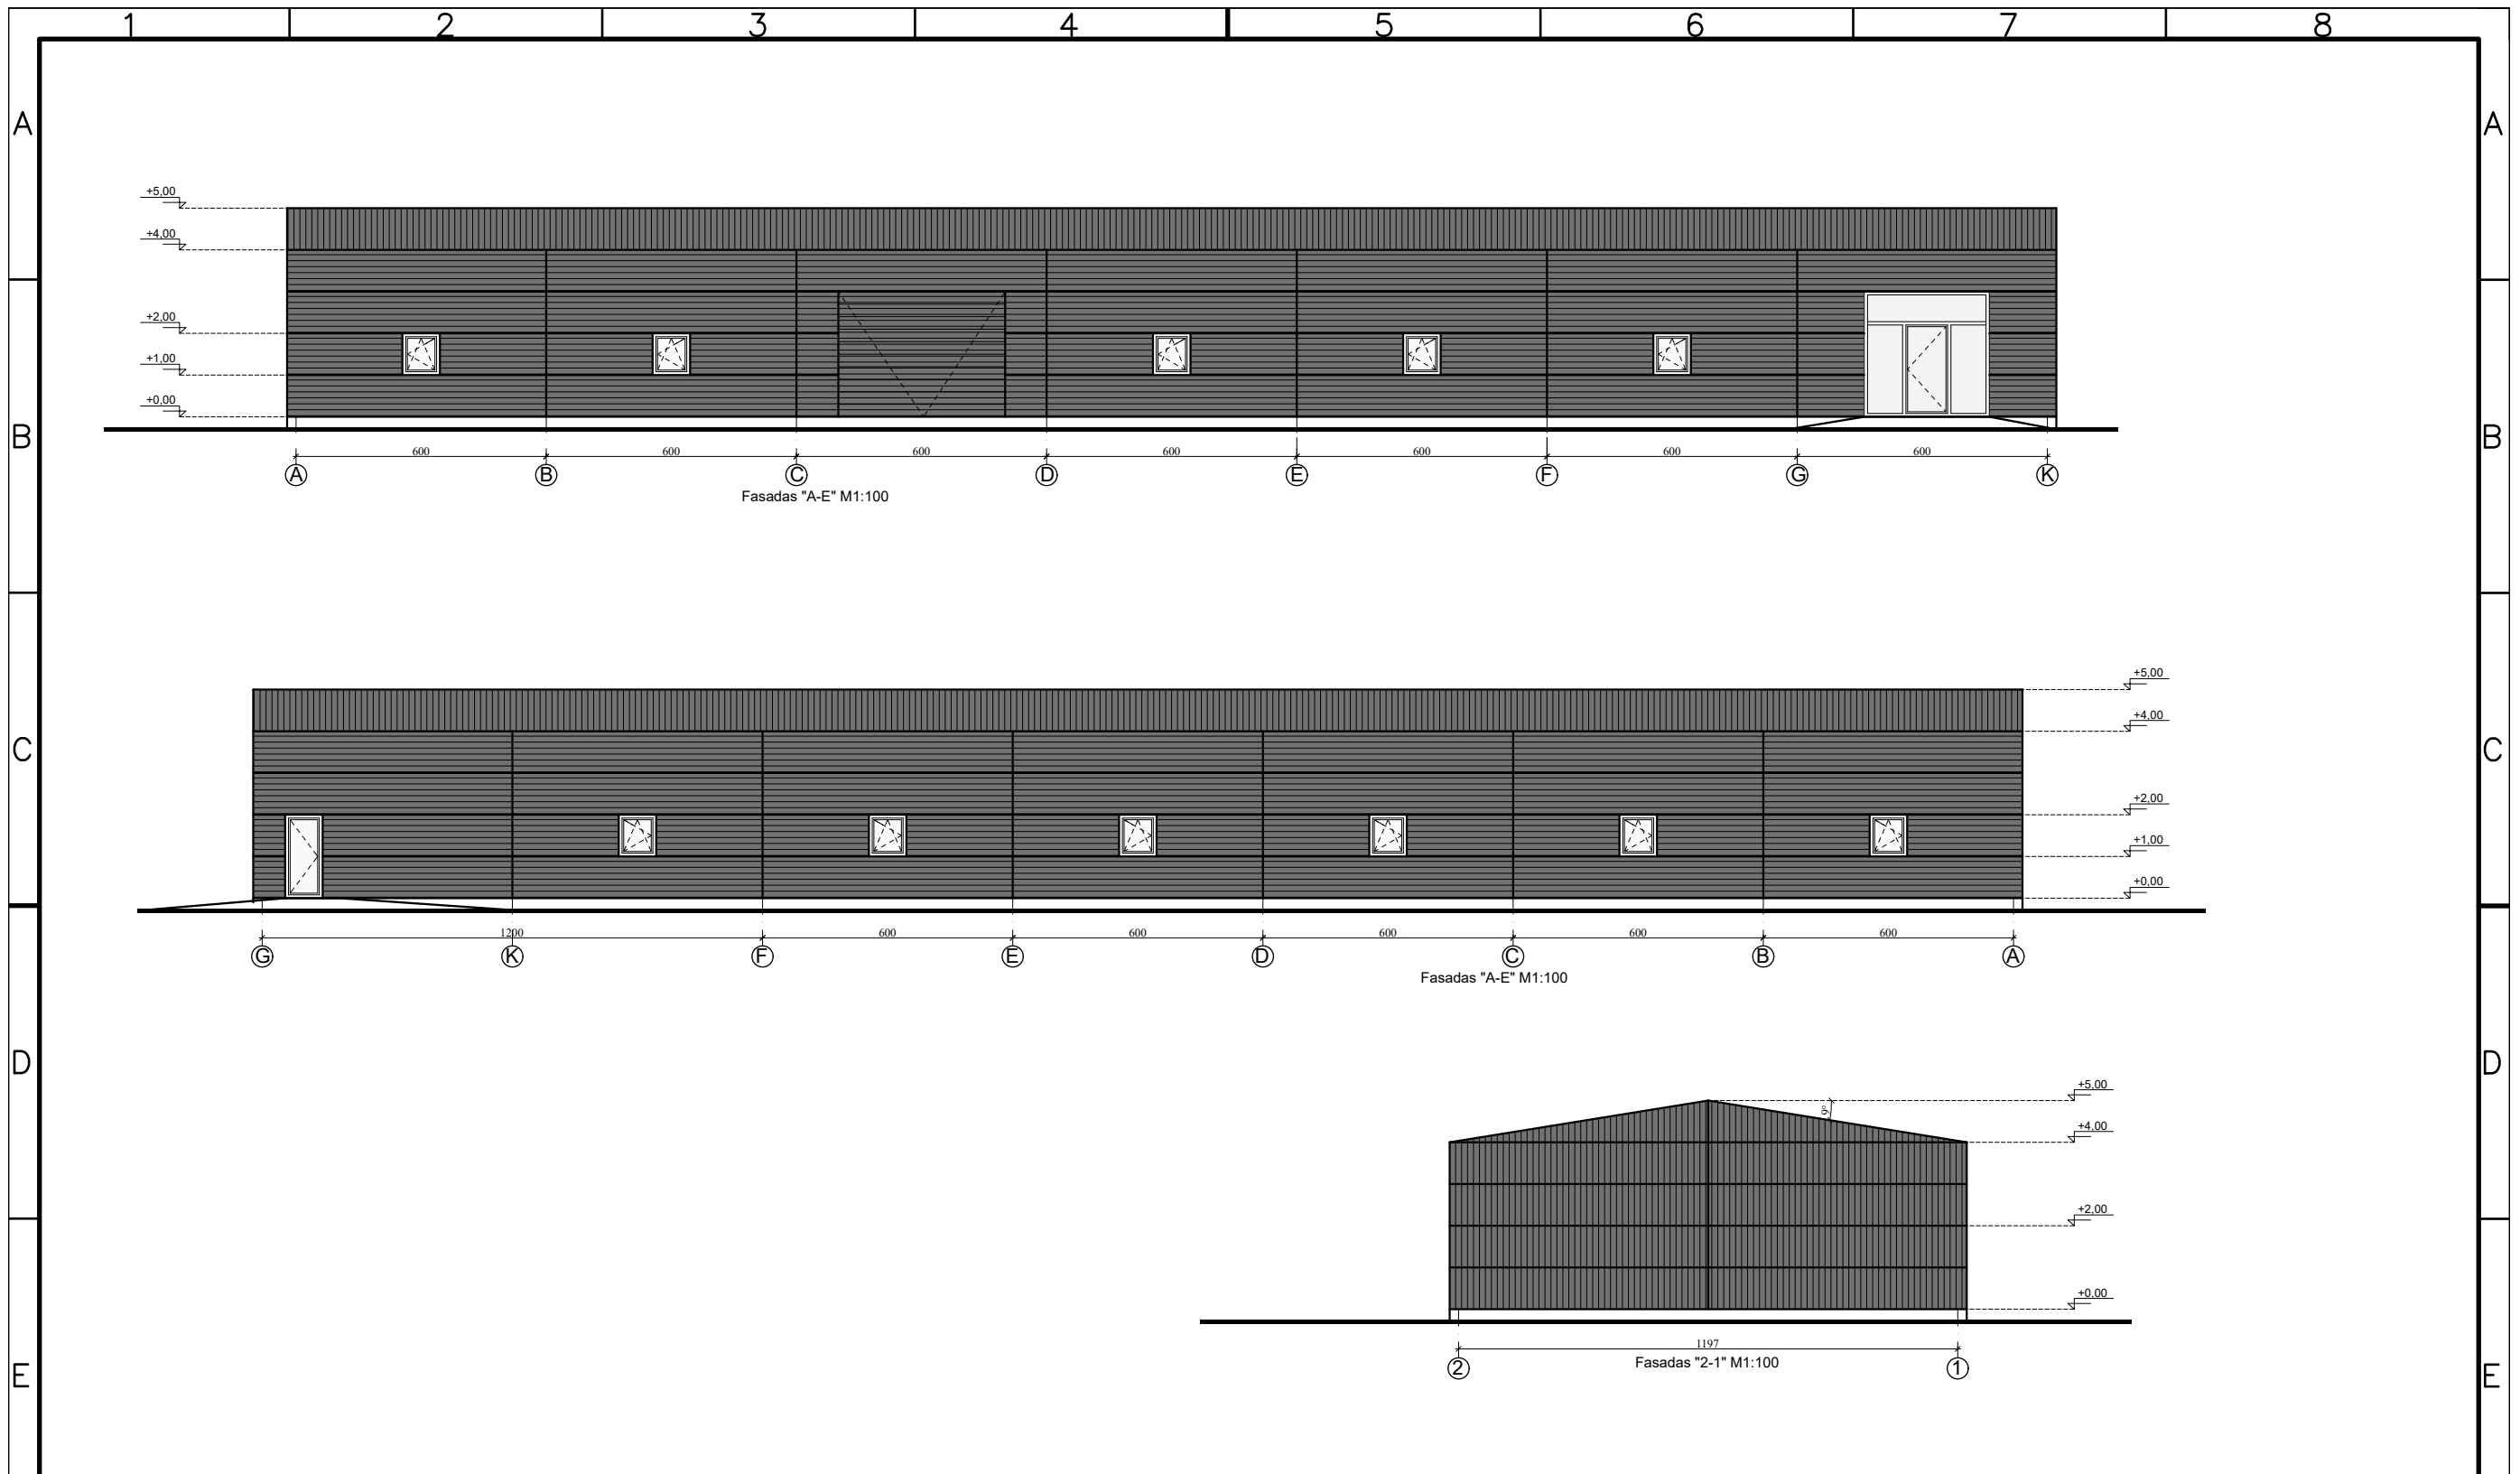 1 2 3 4 5 6 7 8
A A
+5,00
+4,00
+2,00
+1,00
+0,00
B B
600 600 600 600 600 600 600
A B C D E F G K
Fasadas "A-E" M1:100
+5,00
+4,00
C C
+2,00
+1,00
+0,00
1200 600 600 600 600 600
G K F E D C B A
Fasadas "A-E" M1:100
D D
+5,00
9°
+4,00
+2,00
+0,00
1197
Fasadas "2-1" M1:100
2 1
E E